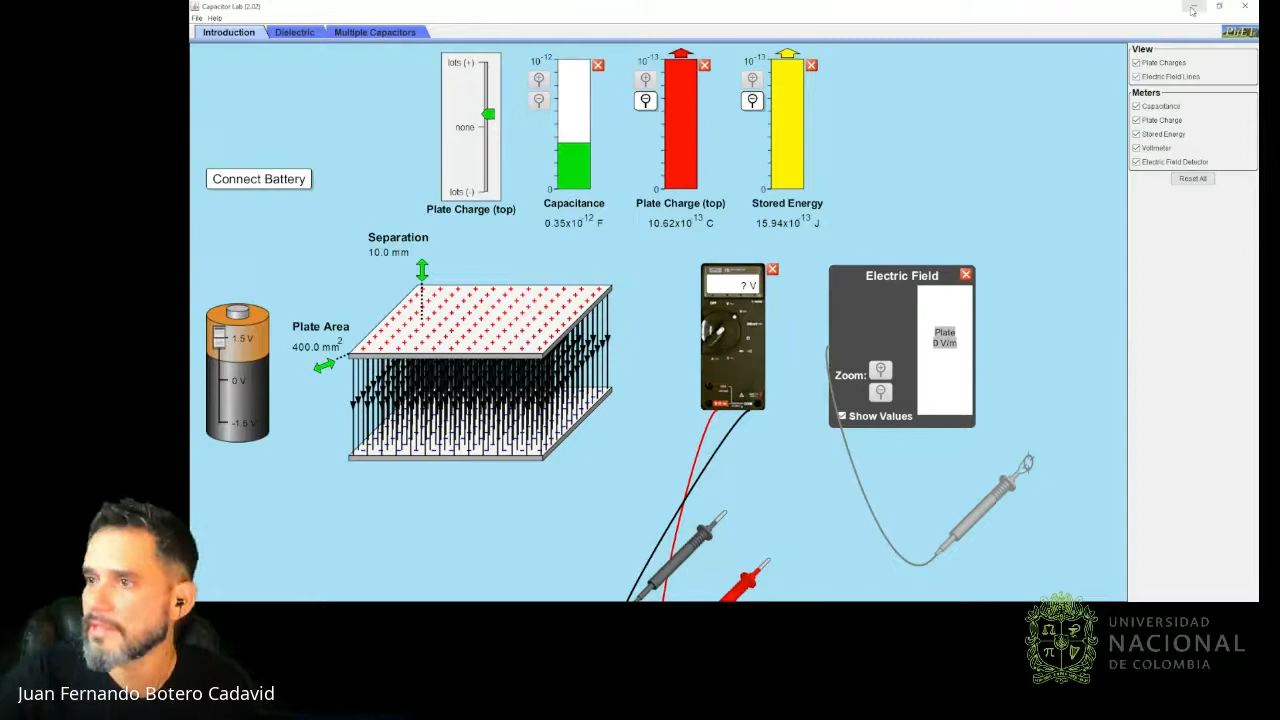 Capacitor Lab (2.02)
File Help
Introduction
Dielectric
Multiple Capacitors
PhET
lots (+)
none
lots (-)
Plate Charge (top)
10-12
0
Capacitance
0.35x10-12 F
10-13
0
Plate Charge (top)
10.62x10-13 C
10-13
0
Stored Energy
15.94x10-13 J
View
Plate Charges
Electric Field Lines
Meters
Capacitance
Plate Charge
Stored Energy
Voltmeter
Electric Field Detector
Reset All
Connect Battery
Separation
10.0 mm
Plate Area
400.0 mm2
1.5 V
0 V
-1.5 V
? V
Electric Field
Plate
0 V/m
Zoom:
Show Values
UNIVERSIDAD
NACIONAL
DE COLOMBIA
Juan Fernando Botero Cadavid